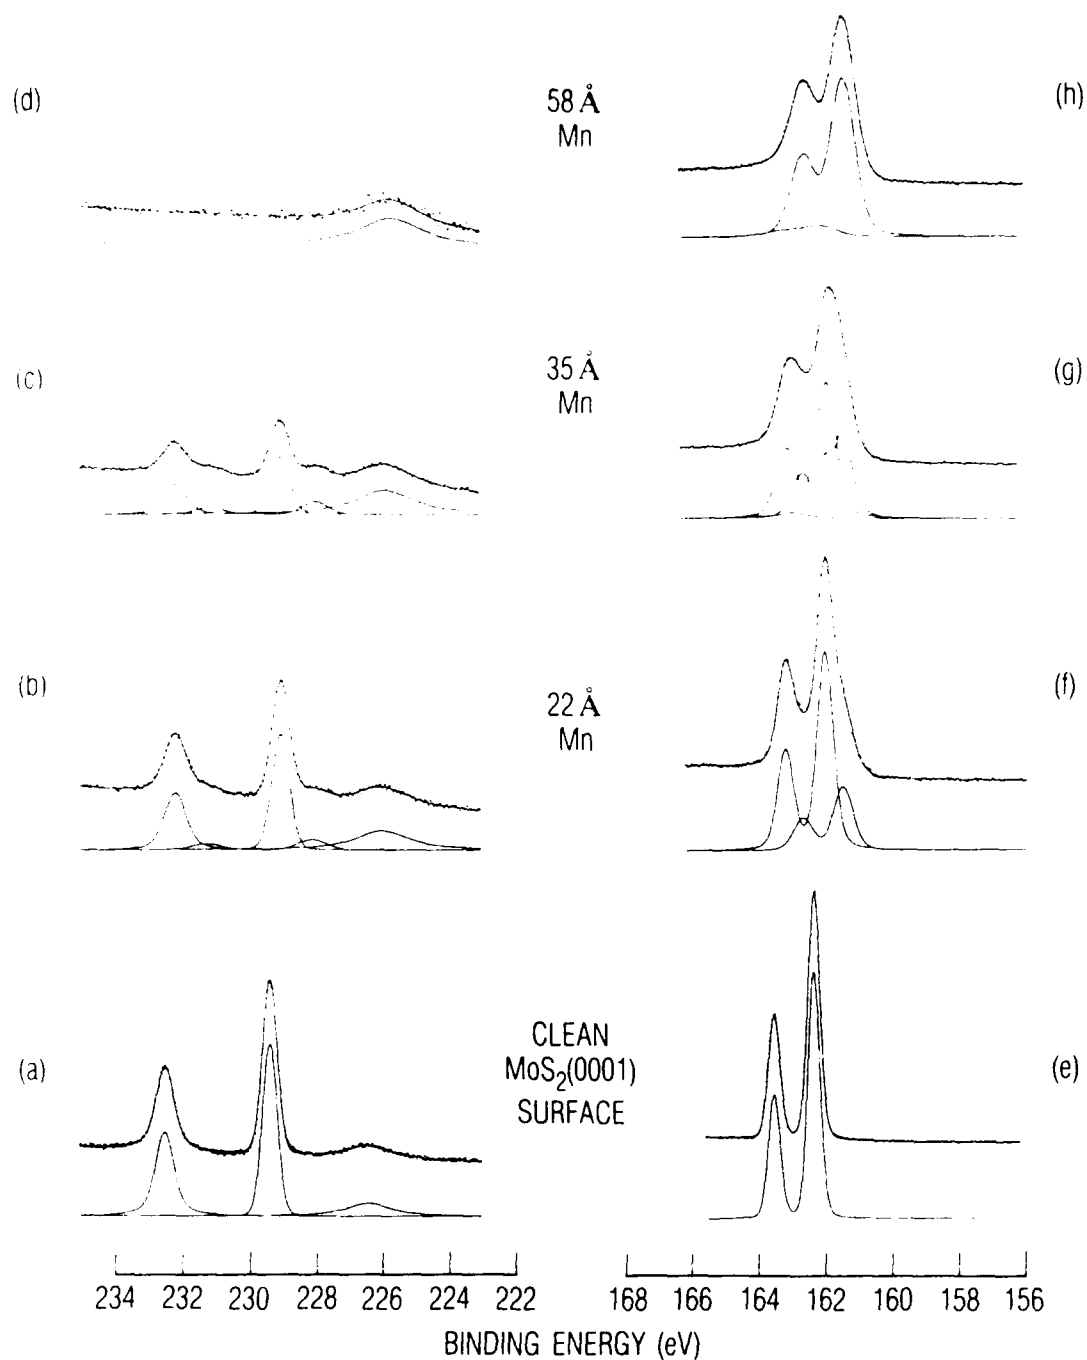 (d)
58 Å
Mn
(h)
(c)
35 Å
Mn
(g)
(b)
22 Å
Mn
(f)
(a)
CLEAN
MoS₂(0001)
SURFACE
(e)
234 232 230 228 226 224 222
168 166 164 162 160 158 156
BINDING ENERGY (eV)